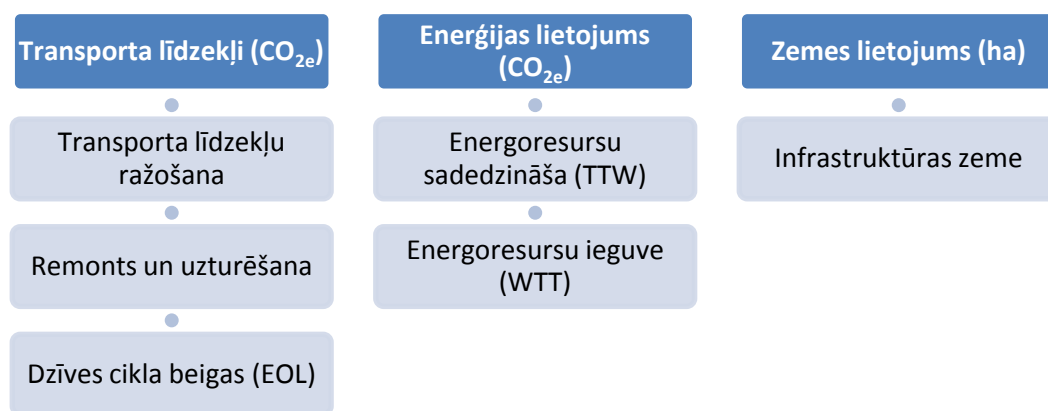 Transporta līdzekļi (CO₂ₑ)
Transporta līdzekļu
ražošana
Remonts un uzturēšana
Dzīves cikla beigas (EOL)
Enerģijas lietojums
(CO₂ₑ)
Energoresursu
sadedzināša (TTW)
Energoresursu ieguve
(WTT)
Zemes lietojums (ha)
Infrastruktūras zeme